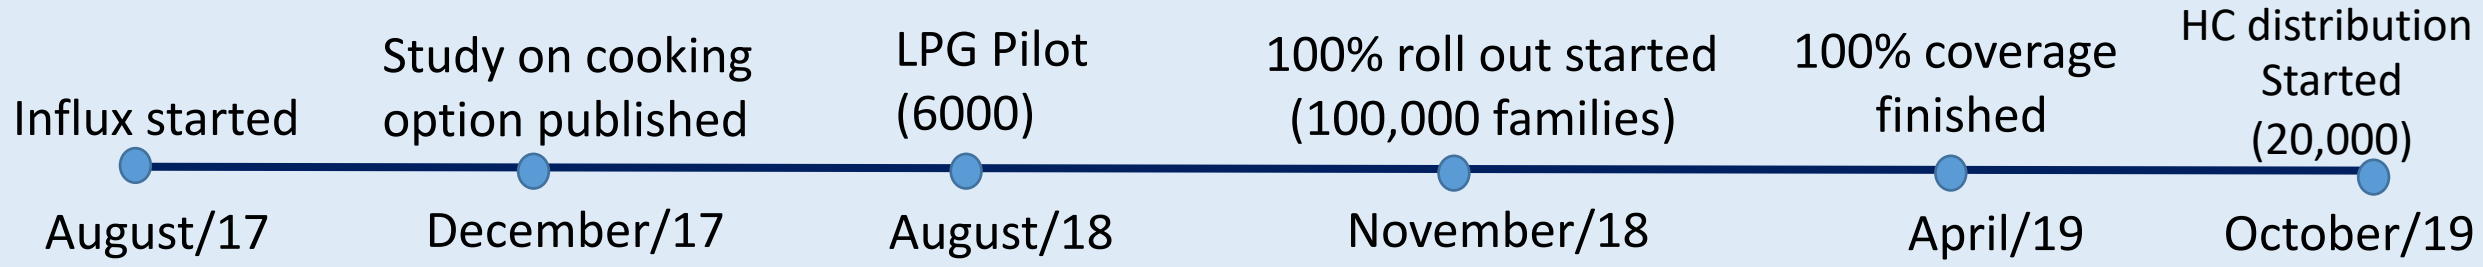 Influx started
August/17
Study on cooking
option published
December/17
LPG Pilot
(6000)
August/18
100% roll out started
(100,000 families)
November/18
100% coverage
finished
April/19
HC distribution
Started
(20,000)
October/19